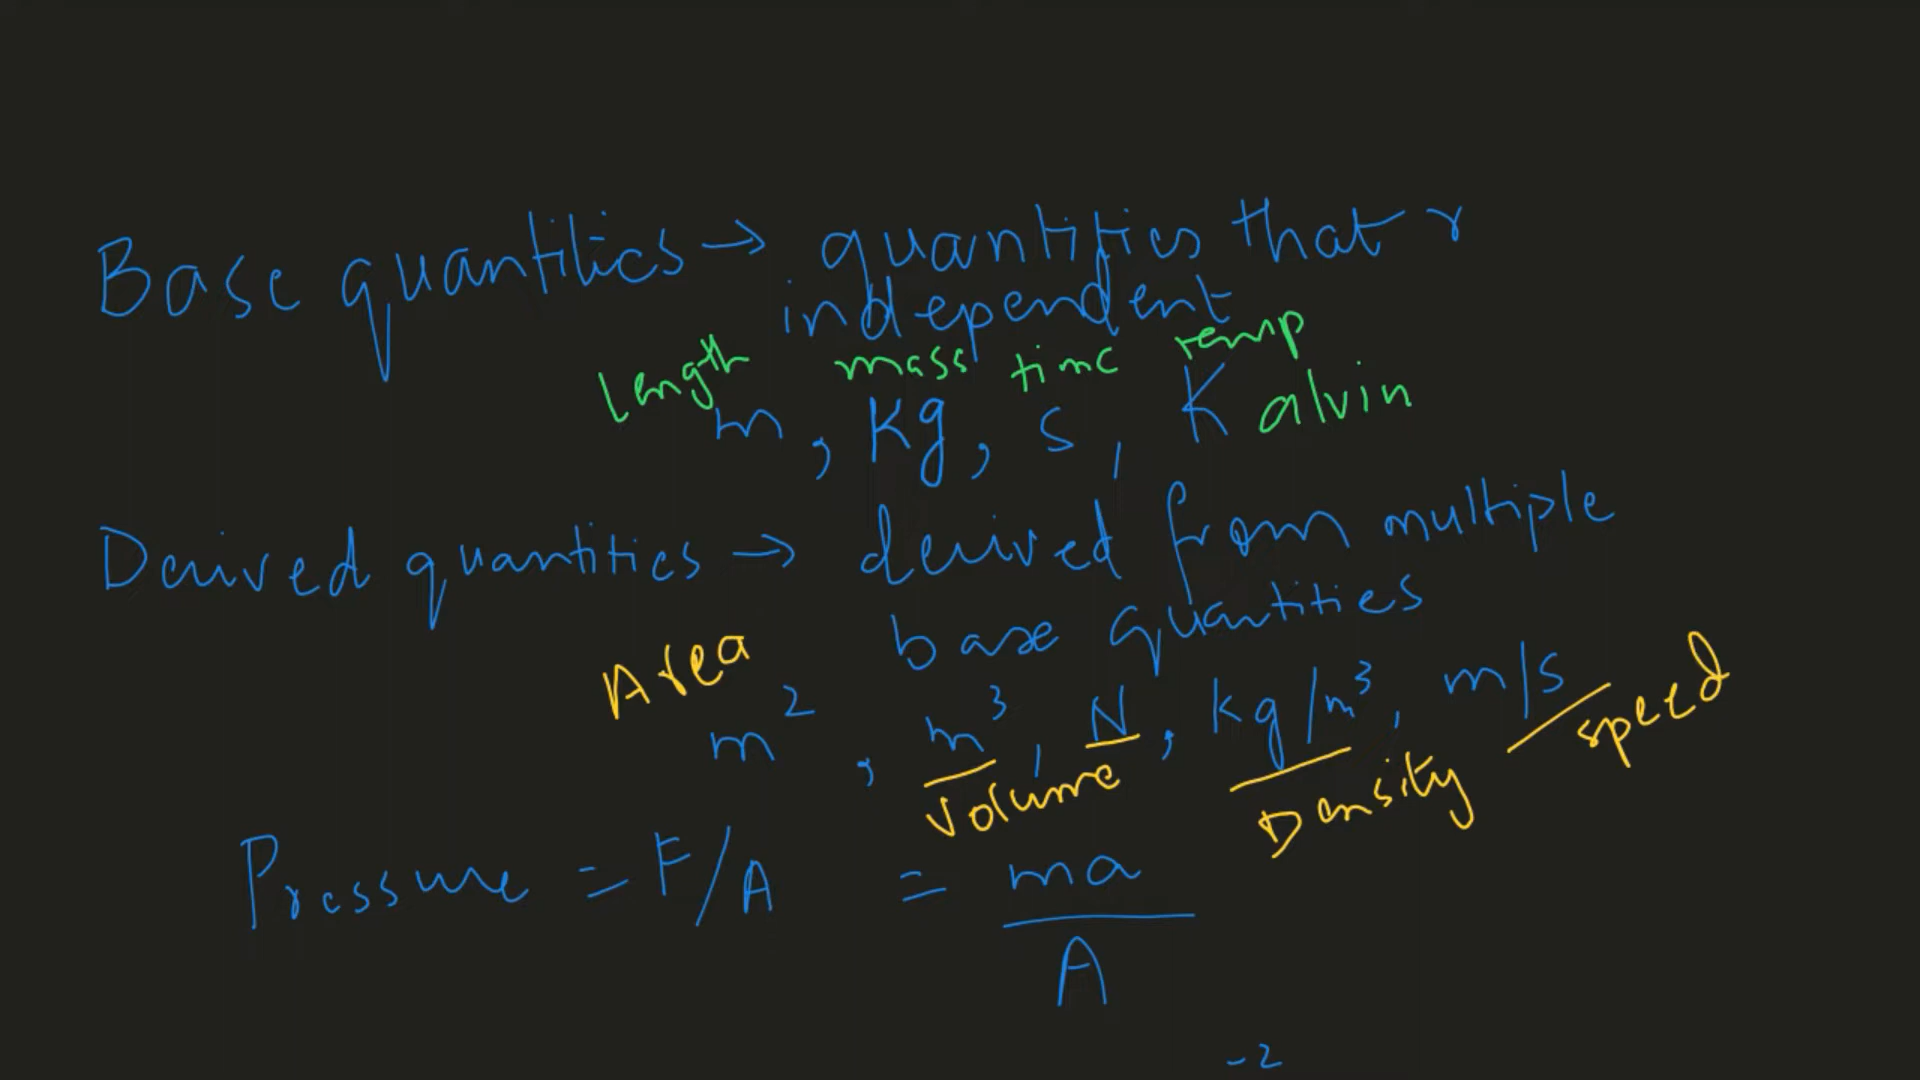 Base quantities → quantities that r
independent
length mass time temp
m, kg, s, Kalvin
Derived quantities → derived from multiple
base quantities
Area
m², m³, N, kg/m³, m/s
Volume Density speed
Pressure = F/A = ma/A
-2